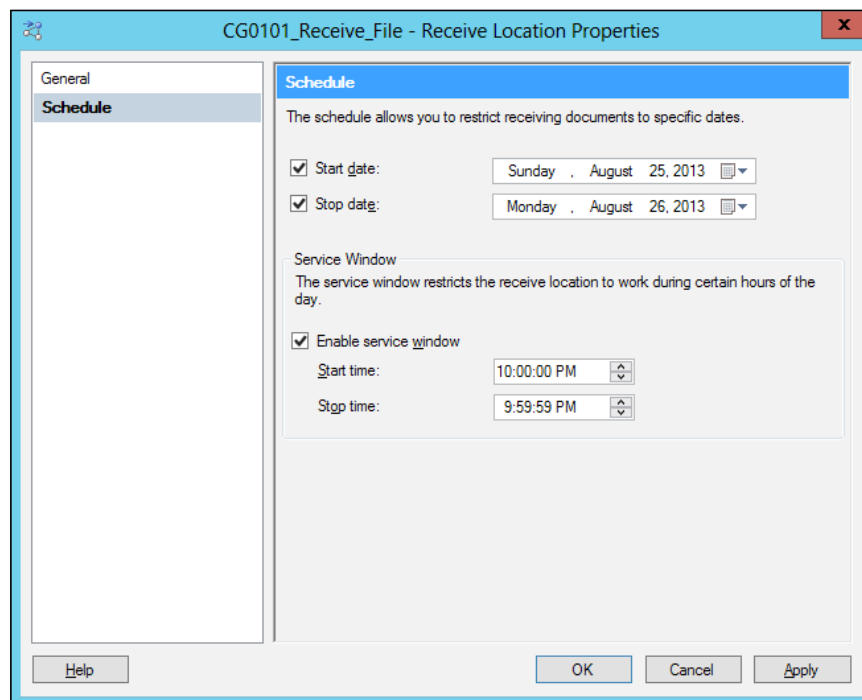 CG0101_Receive_File - Receive Location Properties
x
General
Schedule
Schedule
The schedule allows you to restrict receiving documents to specific dates.
Start date:
Sunday , August 25, 2013
Stop date:
Monday , August 26, 2013
Service Window
The service window restricts the receive location to work during certain hours of the
day.
Enable service window
Start time:
10:00:00 PM
Stop time:
9:59:59 PM
Help
OK
Cancel
Apply